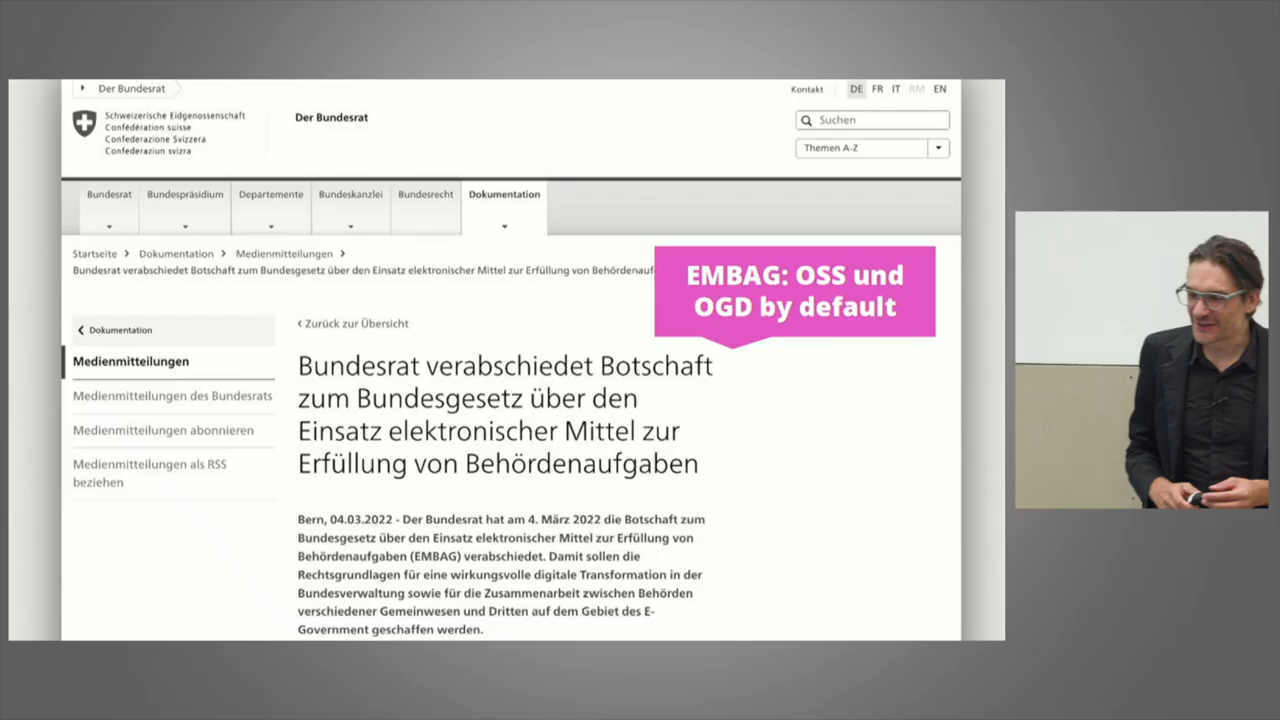 Der Bundesrat
Kontakt
DE FR IT RM EN
Schweizerische Eidgenossenschaft
Confédération suisse
Confederazione Svizzera
Confederaziun svizra
Der Bundesrat
Suchen
Themen A-Z
Bundesrat Bundespräsidium Departemente Bundeskanzlei Bundesrecht Dokumentation
Startseite Dokumentation Medienmitteilungen
Bundesrat verabschiedet Botschaft zum Bundesgesetz über den Einsatz elektronischer Mittel zur Erfüllung von Behördenauf
EMBAG: OSS und
OGD by default
Dokumentation
Medienmitteilungen
Medienmitteilungen des Bundesrats
Medienmitteilungen abonnieren
Medienmitteilungen als RSS
beziehen
Zurück zur Übersicht
Bundesrat verabschiedet Botschaft
zum Bundesgesetz über den
Einsatz elektronischer Mittel zur
Erfüllung von Behördenaufgaben
Bern, 04.03.2022 - Der Bundesrat hat am 4. März 2022 die Botschaft zum
Bundesgesetz über den Einsatz elektronischer Mittel zur Erfüllung von
Behördenaufgaben (EMBAG) verabschiedet. Damit sollen die
Rechtsgrundlagen für eine wirkungsvolle digitale Transformation in der
Bundesverwaltung sowie für die Zusammenarbeit zwischen Behörden
verschiedener Gemeinwesen und Dritten auf dem Gebiet des E-
Government geschaffen werden.